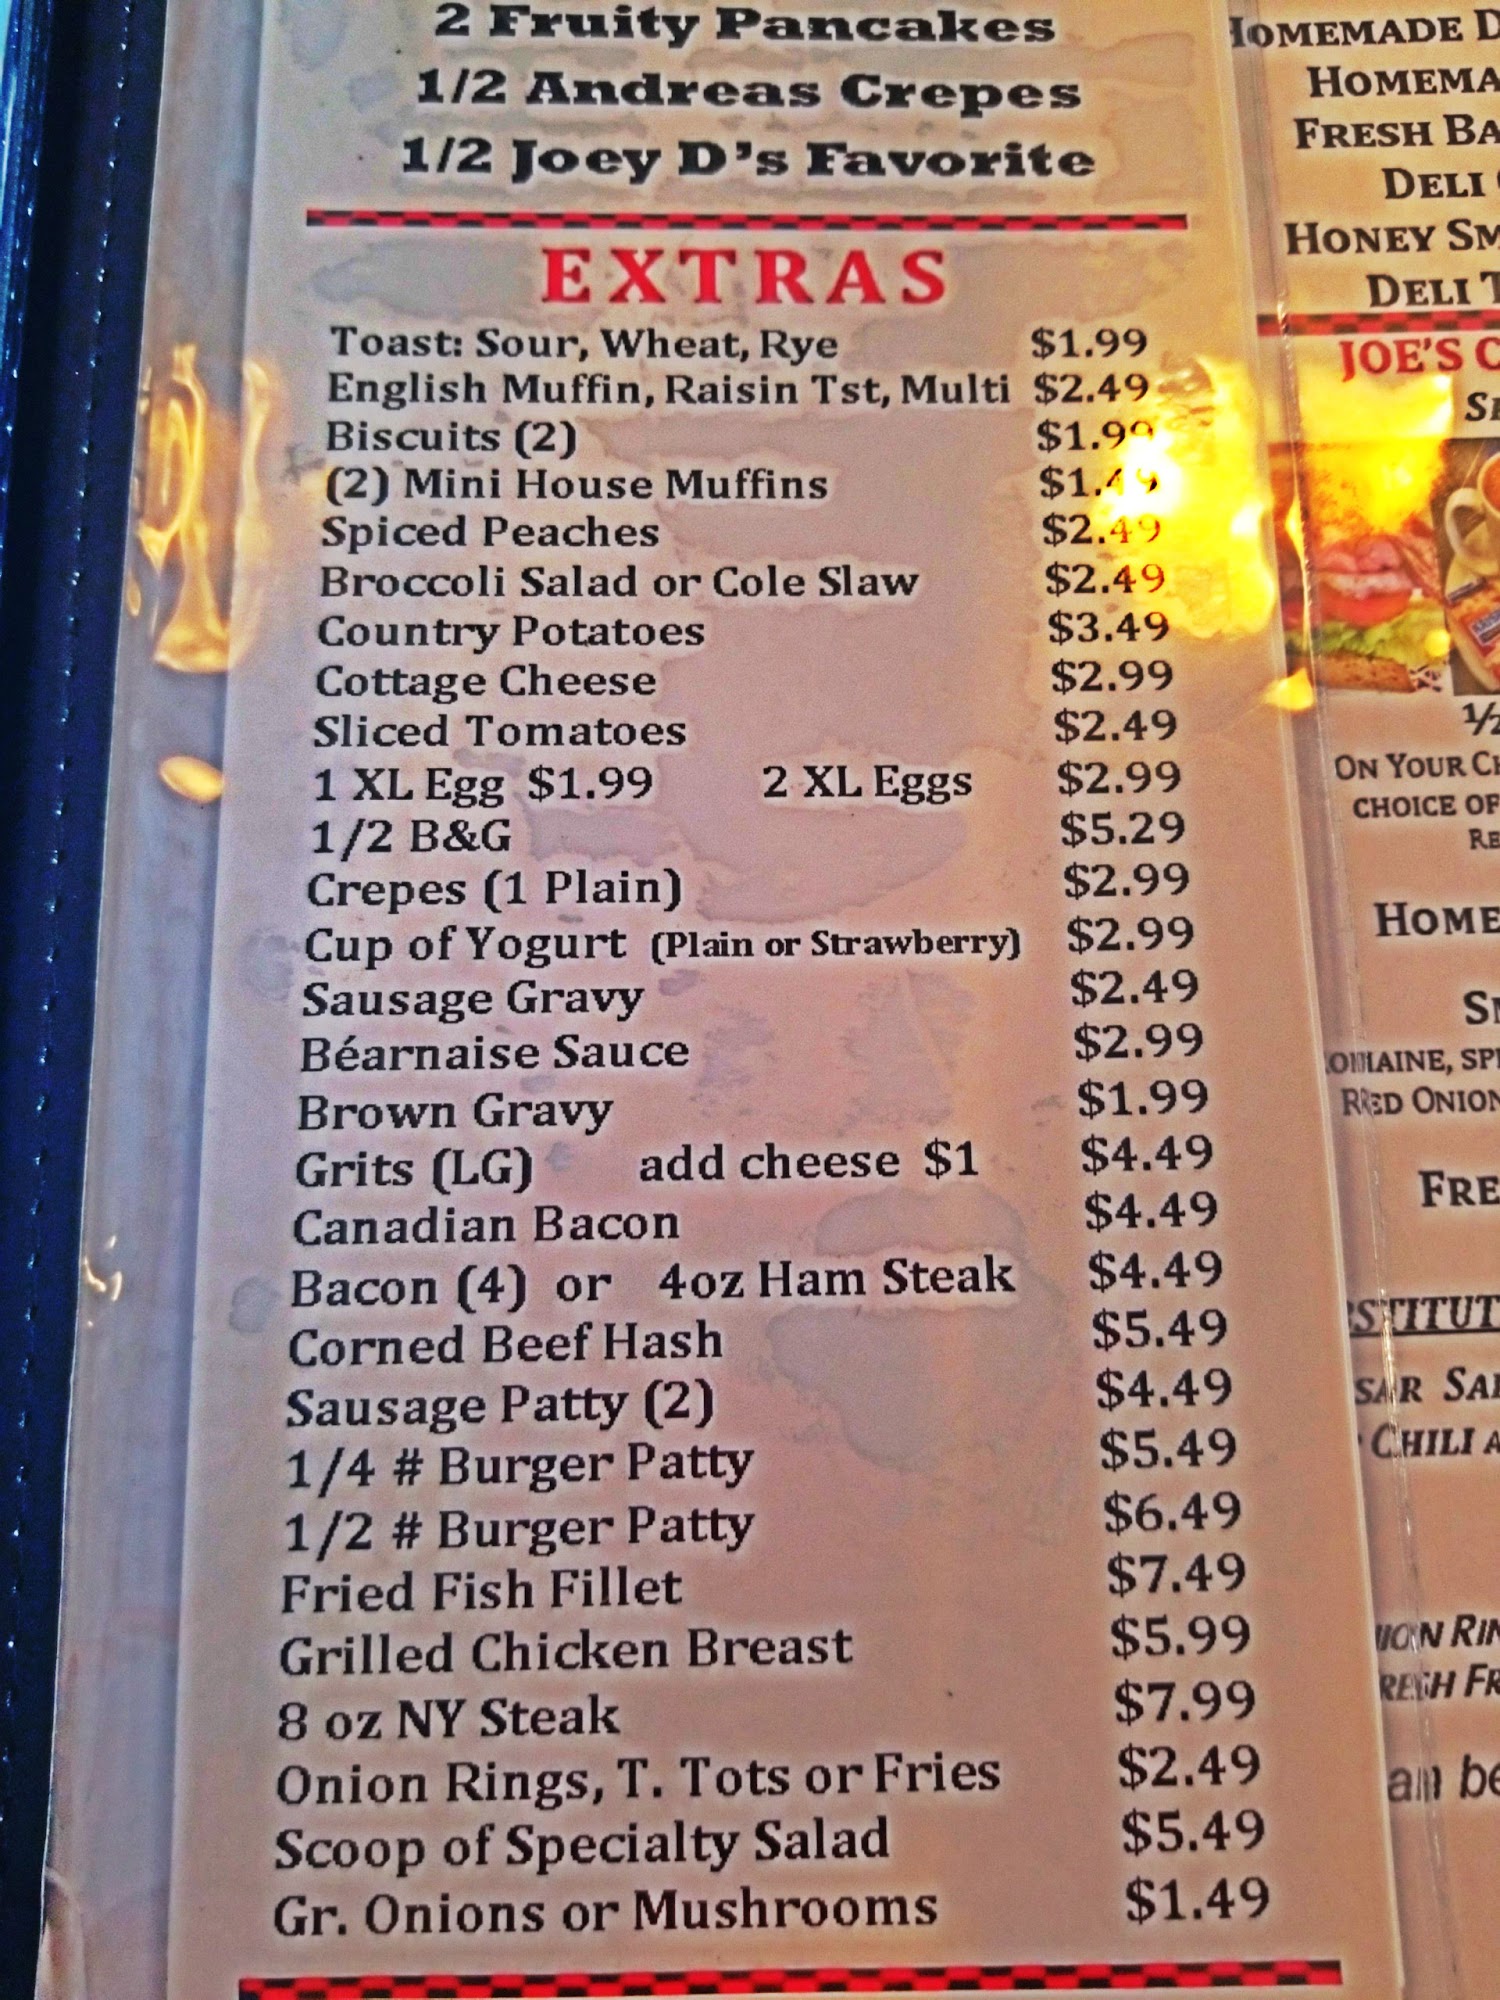 2 Fruity Pancakes
1/2 Andreas Crepes
1/2 Joey D's Favorite
EXTRAS
Toast: Sour, Wheat, Rye $1.99
English Muffin, Raisin Tst, Multi $2.49
Biscuits (2) $1.99
(2) Mini House Muffins $1.49
Spiced Peaches $2.49
Broccoli Salad or Cole Slaw $2.49
Country Potatoes $3.49
Cottage Cheese $2.99
Sliced Tomatoes $2.49
1 XL Egg $1.99 2 XL Eggs $2.99
1/2 B&G $5.29
Crepes (1 Plain) $2.99
Cup of Yogurt (Plain or Strawberry) $2.99
Sausage Gravy $2.49
Béarnaise Sauce $2.99
Brown Gravy $1.99
Grits (LG) add cheese $1 $4.49
Canadian Bacon $4.49
Bacon (4) or 4oz Ham Steak $4.49
Corned Beef Hash $5.49
Sausage Patty (2) $4.49
1/4 # Burger Patty $5.49
1/2 # Burger Patty $6.49
Fried Fish Fillet $7.49
Grilled Chicken Breast $5.99
8 oz NY Steak $7.99
Onion Rings, T. Tots or Fries $2.49
Scoop of Specialty Salad $5.49
Gr. Onions or Mushrooms $1.49
HOMEMADE
FRESH
DELI
HONEY
DELI
JOE'S
1/2
ON YOUR
CHOICE OF
RED ONION
CHILI